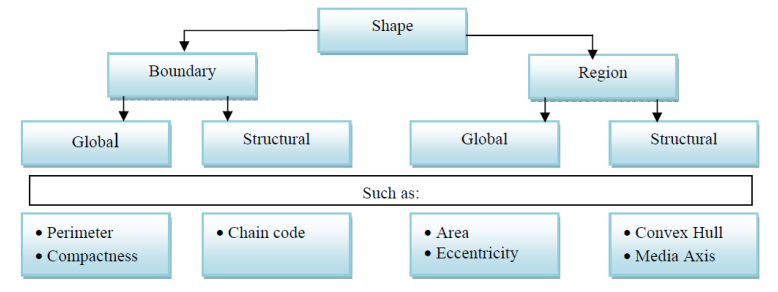 Shape
Boundary
Region
Global
Structural
Global
Structural
Such as:
• Perimeter
• Compactness
• Chain code
• Area
• Eccentricity
• Convex Hull
• Media Axis